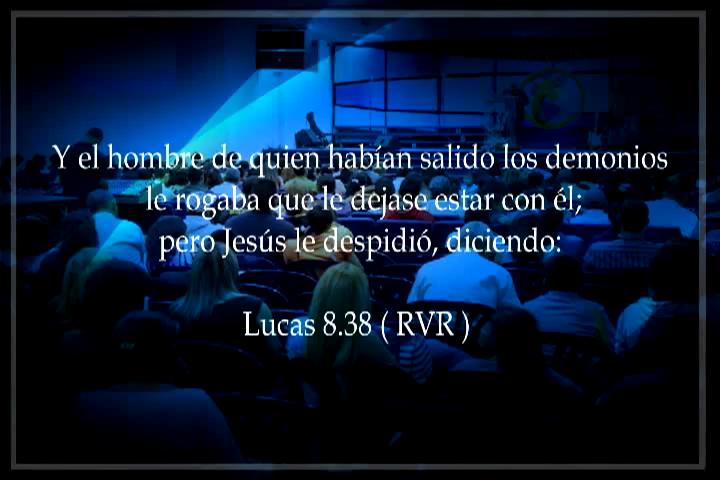 Y el hombre de quien habían salido los demonios
le rogaba que le dejase estar con él;
pero Jesús le despidió, diciendo:
Lucas 8.38 ( RVR )